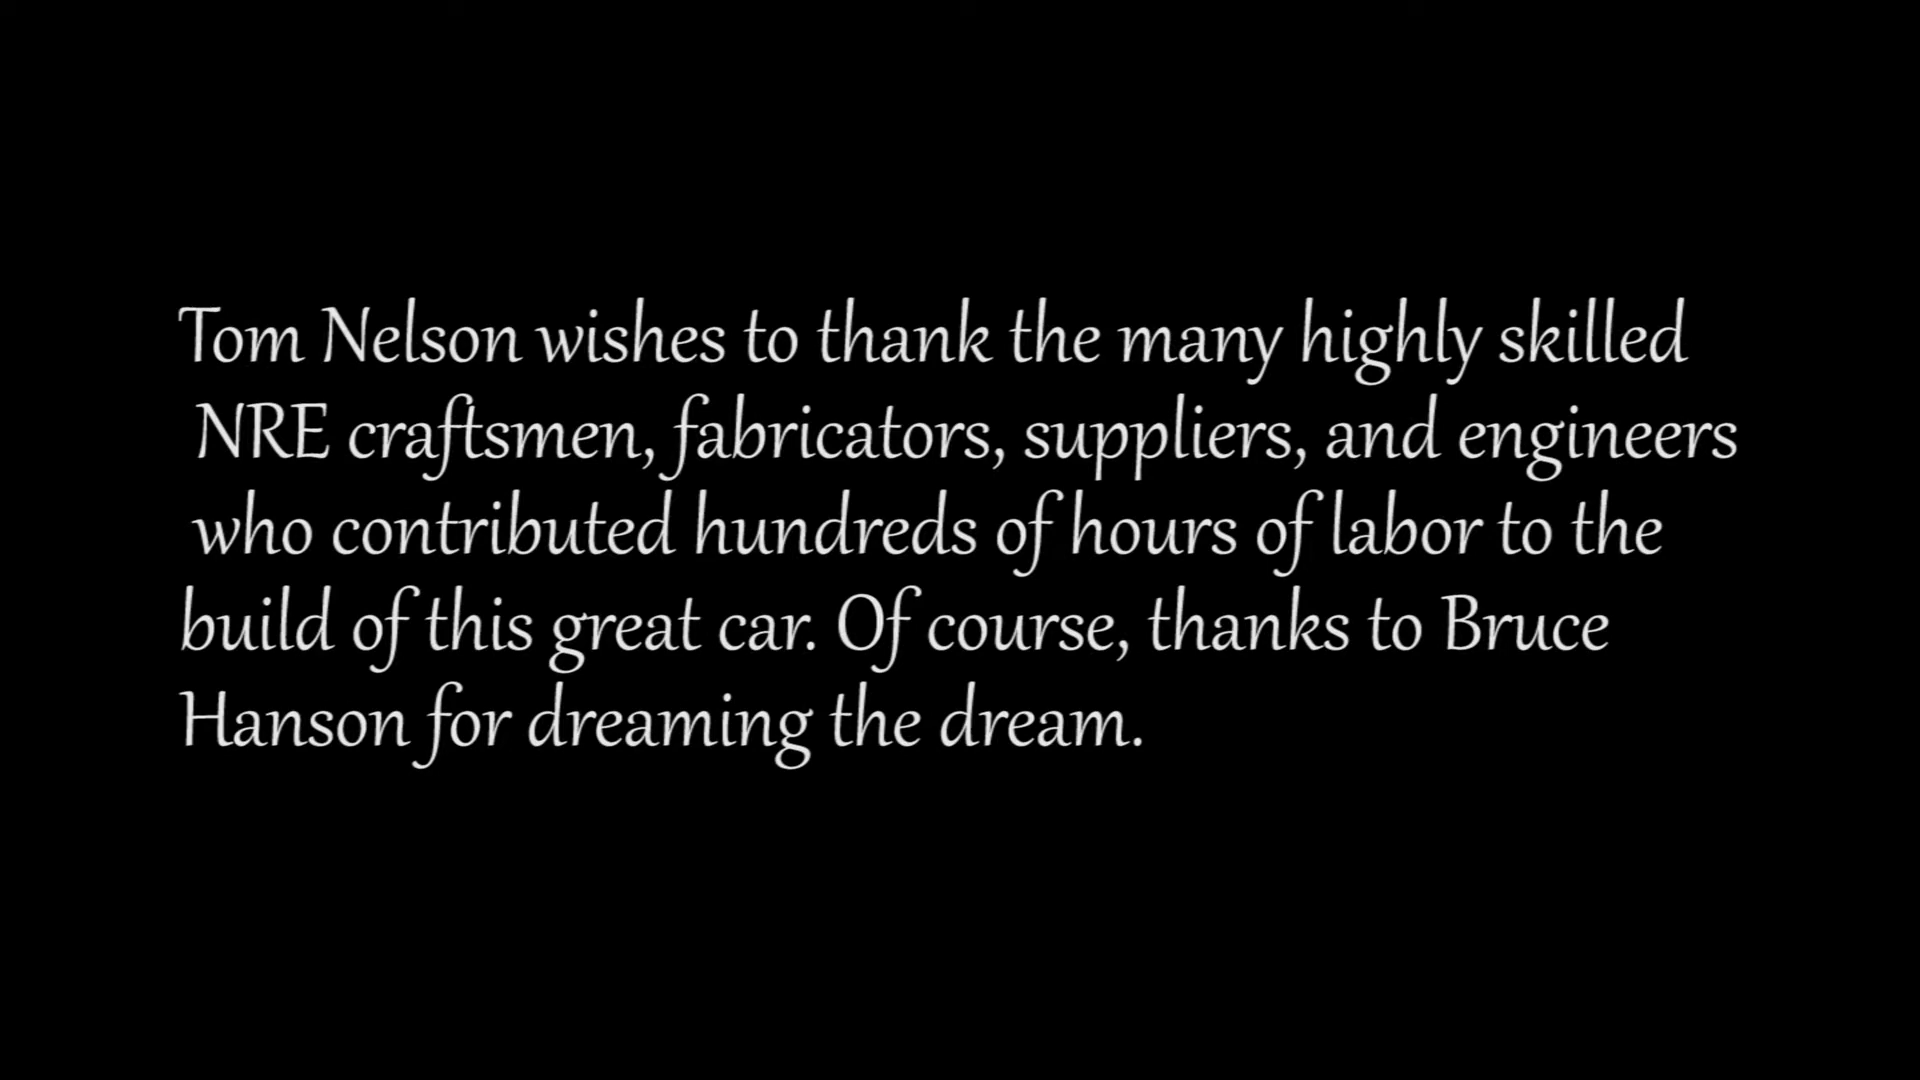 Tom Nelson wishes to thank the many highly skilled
NRE craftsmen, fabricators, suppliers, and engineers
who contributed hundreds of hours of labor to the
build of this great car. Of course, thanks to Bruce
Hanson for dreaming the dream.